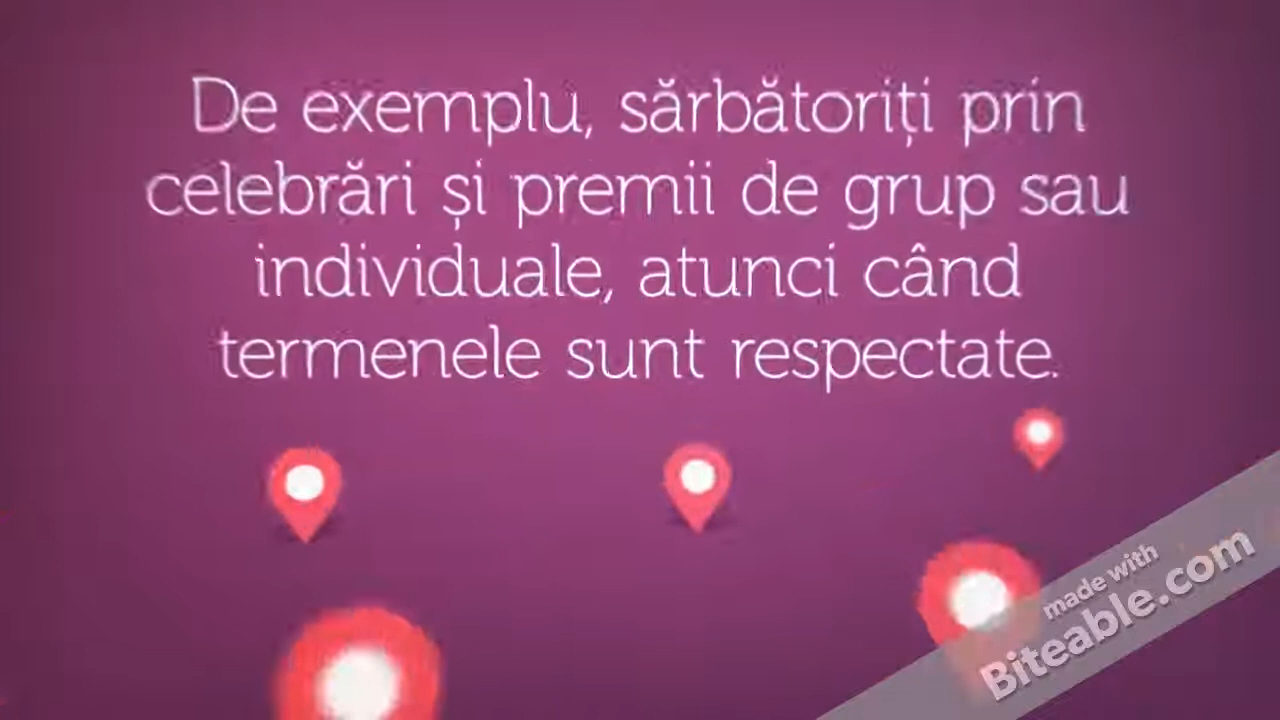 De exemplu, sărbătoriți prin
celebrări și premii de grup sau
individuale, atunci când
termenele sunt respectate.
made with
Biteable.com